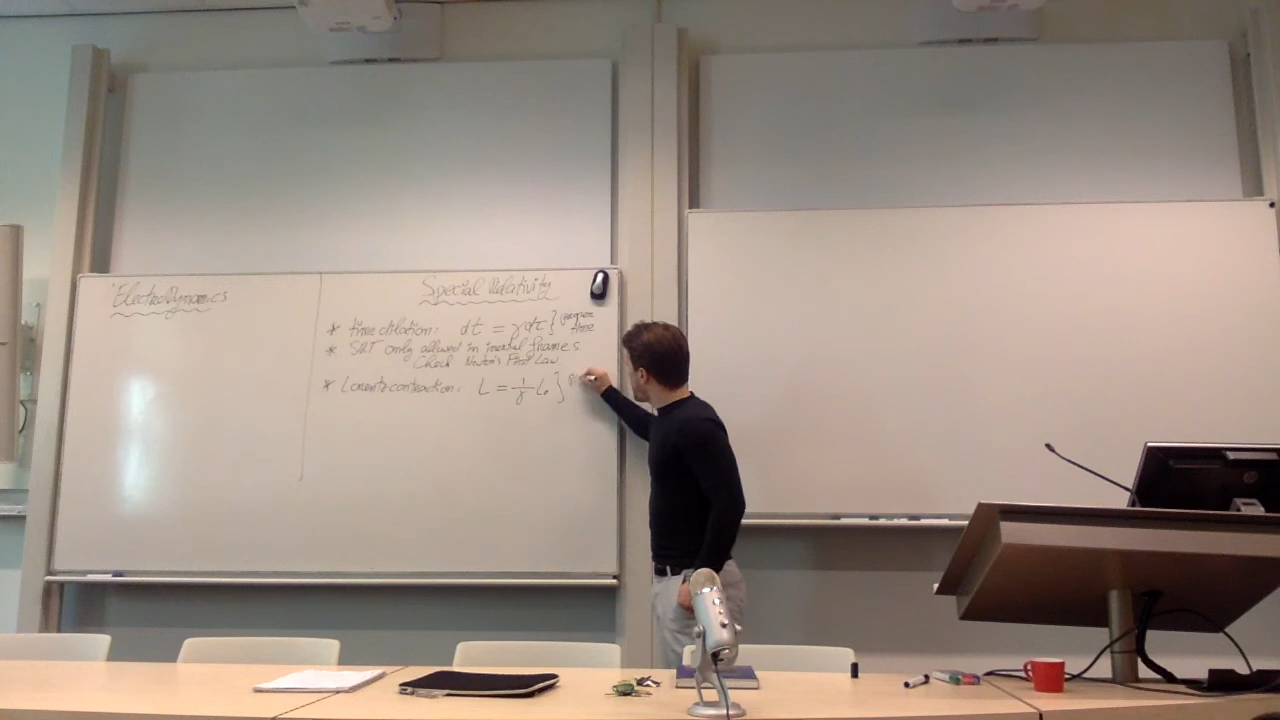 ElectroDynamics
Special Relativity
* time dilation: dt = γdτ } proper
time
* SRT only allowed in inertial frames
Check Newton's First Law
* Lorentz contraction: L = 1/γ L₀ }